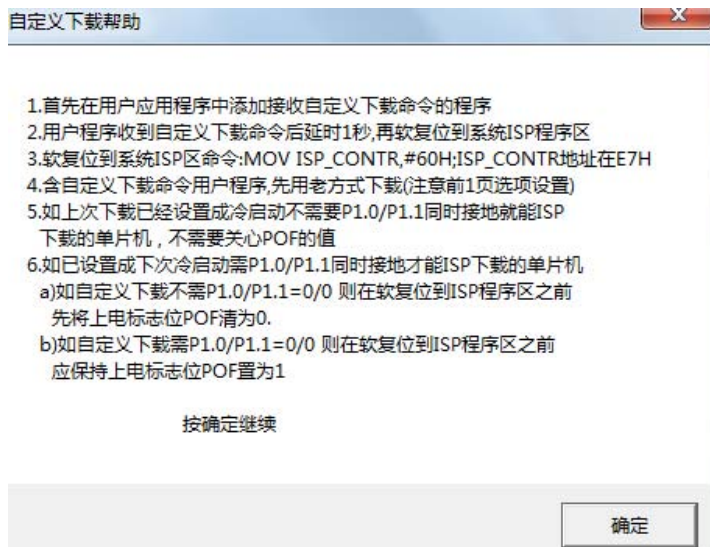 自定义下载帮助
1.首先在用户应用程序中添加接收自定义下载命令的程序
2.用户程序收到自定义下载命令后延时1秒,再软复位到系统ISP程序区
3.软复位到系统ISP区命令:MOV ISP_CONTR,#60H;ISP_CONTR地址在E7H
4.含自定义下载命令用户程序,先用老方式下载(注意前1页选项设置)
5.如上次下载已经设置成冷启动不需要P1.0/P1.1同时接地就能ISP
下载的单片机，不需要关心POF的值
6.如已设置成下次冷启动需P1.0/P1.1同时接地才能ISP下载的单片机
a)如自定义下载不需P1.0/P1.1=0/0 则在软复位到ISP程序区之前
先将上电标志位POF清为0.
b)如自定义下载需P1.0/P1.1=0/0 则在软复位到ISP程序区之前
应保持上电标志位POF置为1
按确定继续
确定